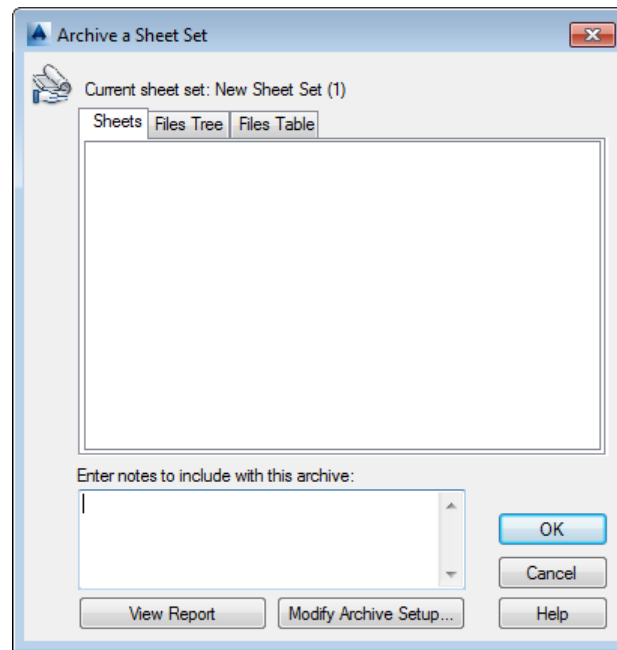 Archive a Sheet Set
Current sheet set: New Sheet Set (1)
Sheets Files Tree Files Table
Enter notes to include with this archive:
OK
Cancel
View Report Modify Archive Setup... Help